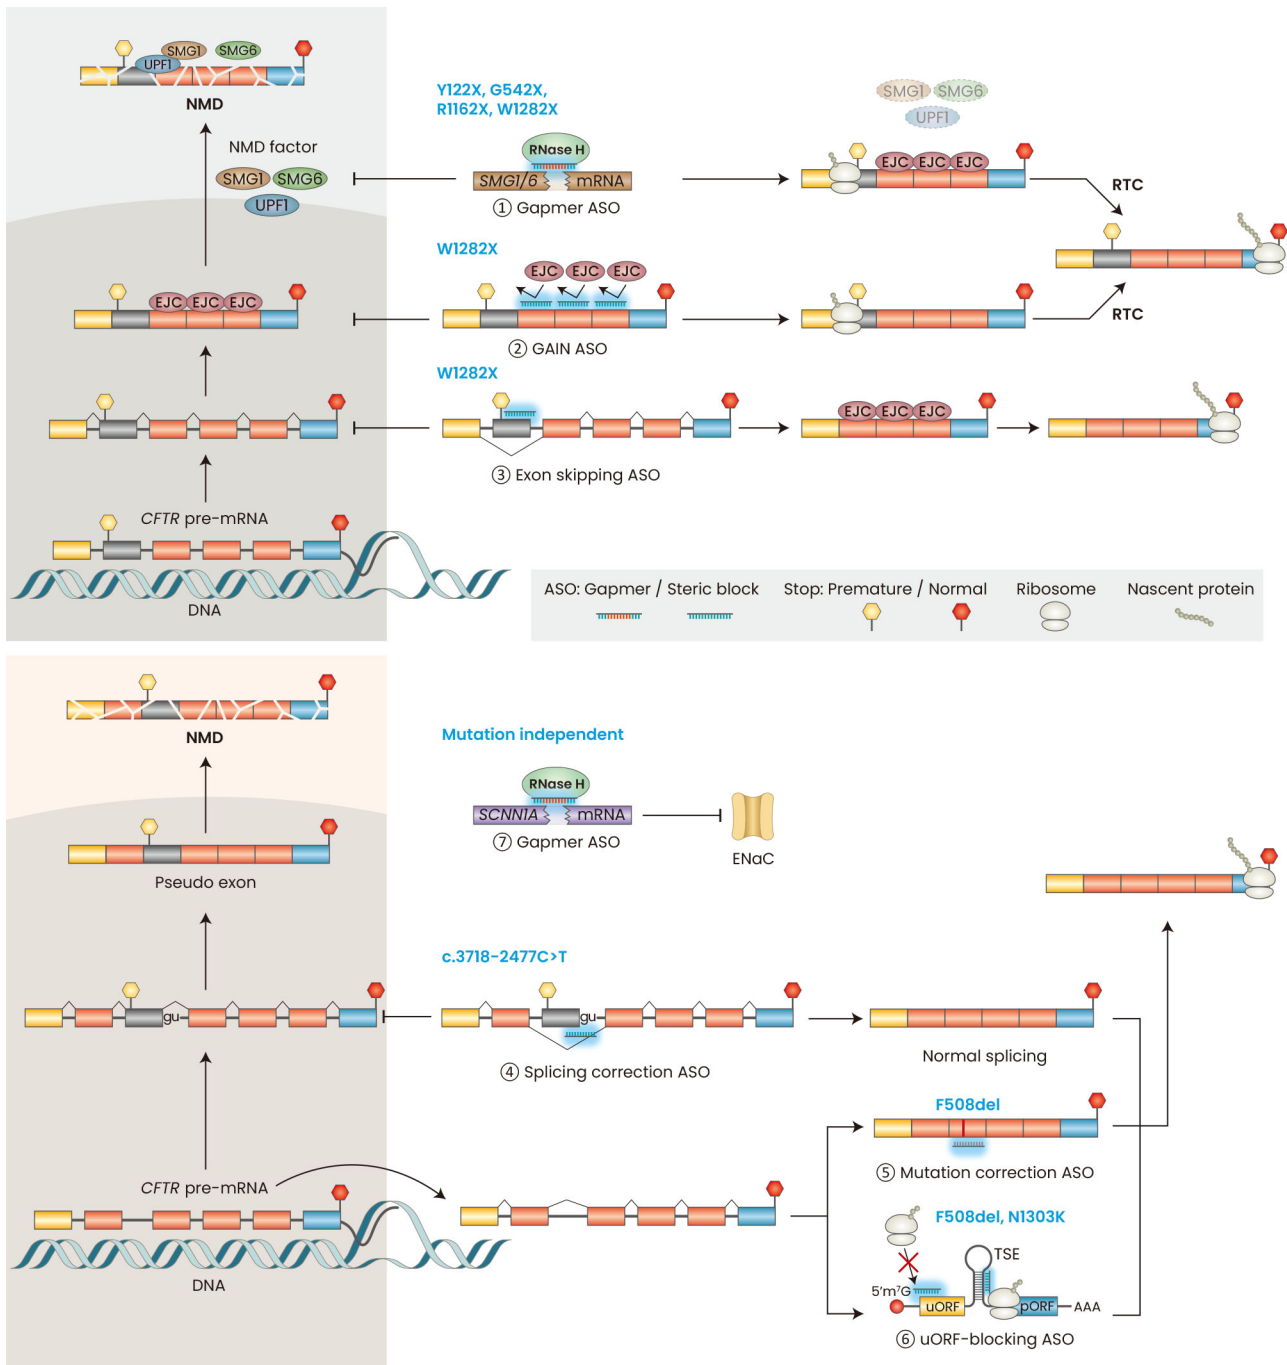 SMG1
SMG6
UPF1
NMD
NMD factor
SMG1
SMG6
UPF1
Y122X, G542X,
R1162X, W1282X
RNase H
SMG1/6 mRNA
① Gapmer ASO
SMG1
SMG6
UPF1
EJC EJC EJC
RTC
W1282X
EJC EJC EJC
EJC EJC EJC
② GAIN ASO
RTC
W1282X
③ Exon skipping ASO
EJC EJC EJC
CFTR pre-mRNA
DNA
ASO: Gapmer / Steric block
Stop: Premature / Normal
Ribosome
Nascent protein
NMD
Mutation independent
RNase H
SCNN1A mRNA
⑦ Gapmer ASO
ENaC
Pseudo exon
c.3718-2477C>T
gu
gu
④ Splicing correction ASO
Normal splicing
F508del
⑤ Mutation correction ASO
CFTR pre-mRNA
DNA
F508del, N1303K
TSE
5'm⁷G
uORF
pORF
AAA
⑥ uORF-blocking ASO